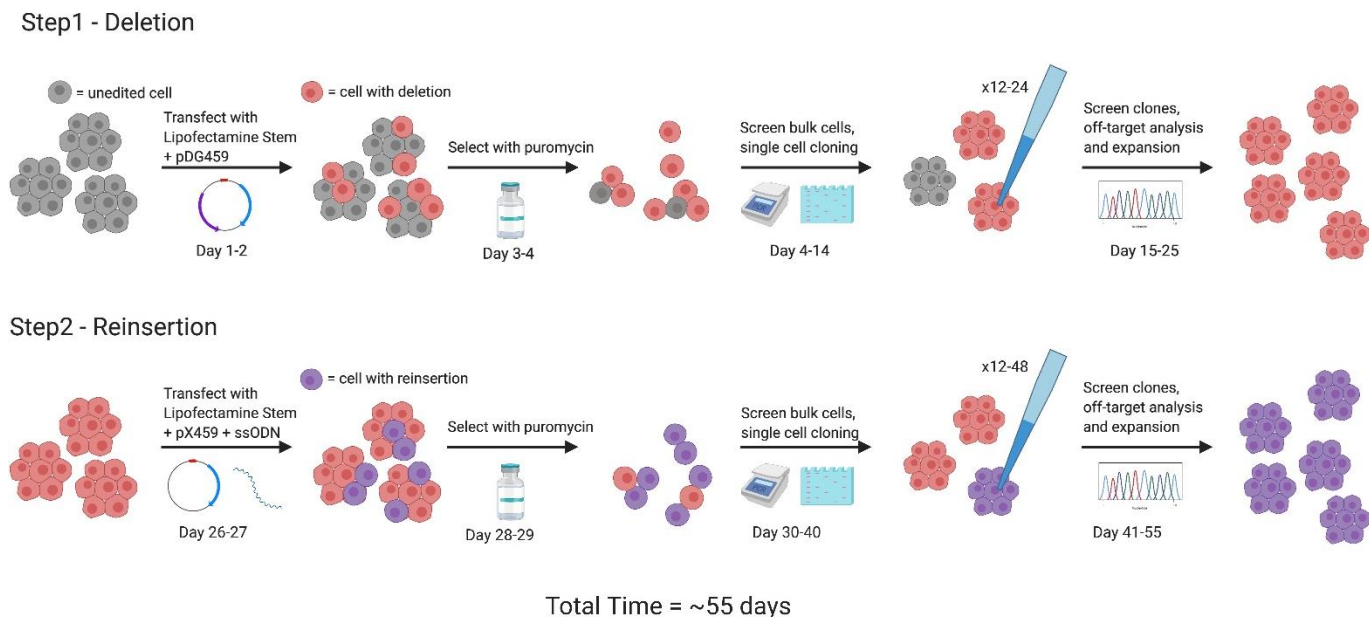 Step1 - Deletion
= unedited cell
Transfect with
Lipofectamine Stem
+ pDG459
Day 1-2
= cell with deletion
Select with puromycin
Day 3-4
Screen bulk cells,
single cell cloning
PCR
Day 4-14
x12-24
Screen clones,
off-target analysis
and expansion
Day 15-25
Step2 - Reinsertion
Transfect with
Lipofectamine Stem
+ pX459 + ssODN
Day 26-27
= cell with reinsertion
Select with puromycin
Day 28-29
Screen bulk cells,
single cell cloning
PCR
Day 30-40
x12-48
Screen clones,
off-target analysis
and expansion
Day 41-55
Total Time = ~55 days